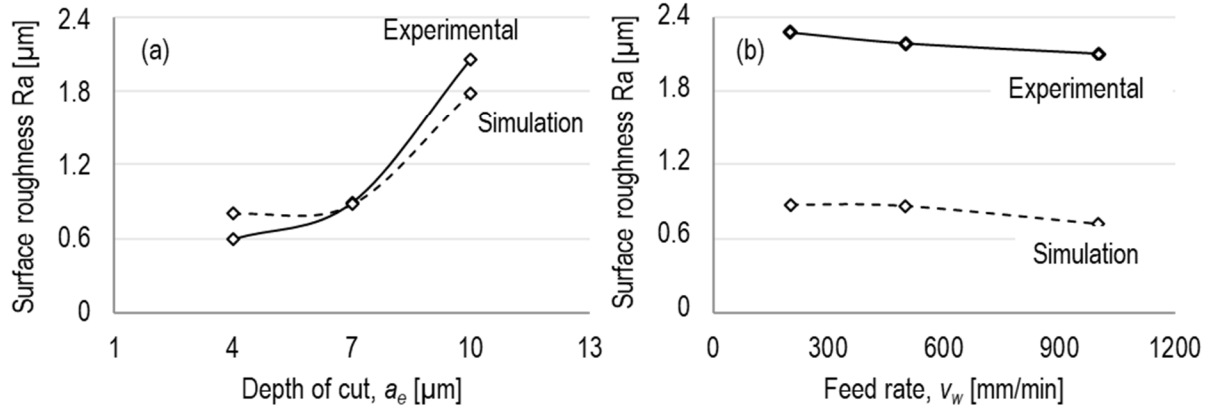 Surface roughness Ra [µm]
2.4
1.8
1.2
0.6
0
(a)
Experimental
Simulation
1 4 7 10 13
Depth of cut, ae [µm]
Surface roughness Ra [µm]
2.4
1.8
1.2
0.6
0
(b)
Experimental
Simulation
0 300 600 900 1200
Feed rate, vw [mm/min]